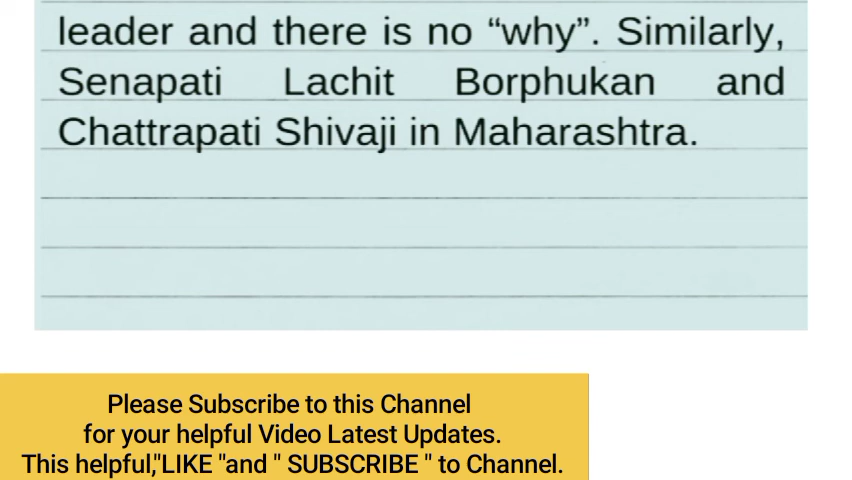 leader and there is no “why”. Similarly,
Senapati Lachit Borphukan and
Chattrapati Shivaji in Maharashtra.
Please Subscribe to this Channel
for your helpful Video Latest Updates.
This helpful,"LIKE "and " SUBSCRIBE " to Channel.